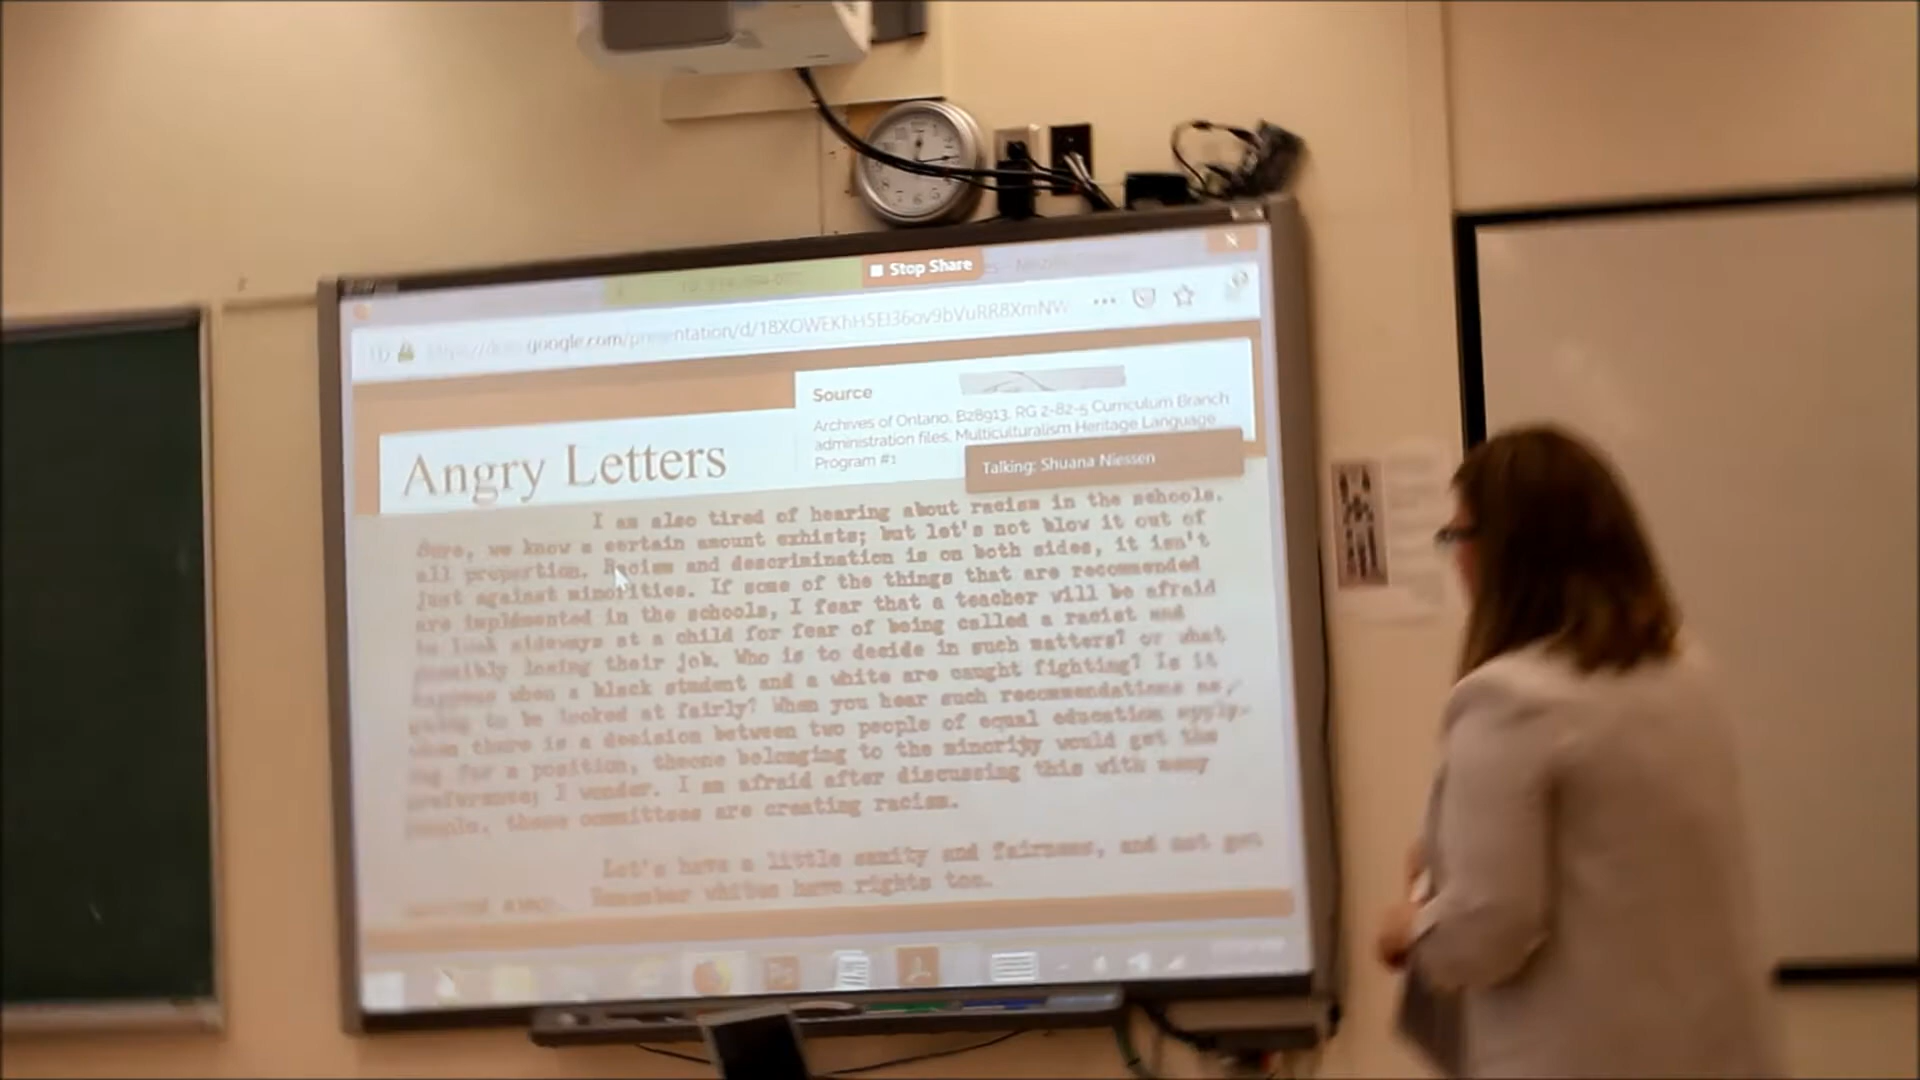 Stop Share
google.com/presentation/d/18XOWEKhH5EI36ov9bVuRR8XmNW
Source
Archives of Ontario, B28913, RG 2-82-5 Curriculum Branch
administration files, Multiculturalism Heritage Language
Program #1
Talking: Shuana Niessen
Angry Letters
I am also tired of hearing about racism in the schools.
Sure, we know a certain amount exhists; but let's not blow it out of
all proportion. Racism and descrimination is on both sides, it isn't
just against minorities. If some of the things that are recommended
are implemented in the schools, I fear that a teacher will be afraid
to look sideways at a child for fear of being called a racist and
possibly losing their job. Who is to decide in such matters? or what
happens when a black student and a white are caught fighting? Is it
going to be looked at fairly? When you hear such recommendations as,
when there is a decision between two people of equal education apply-
ing for a position, theone belonging to the minority would get the
preference; I wonder. I am afraid after discussing this with many
people, these committees are creating racism.
Let's have a little sanity and fairness, and not get
carried away. Remember whites have rights too.